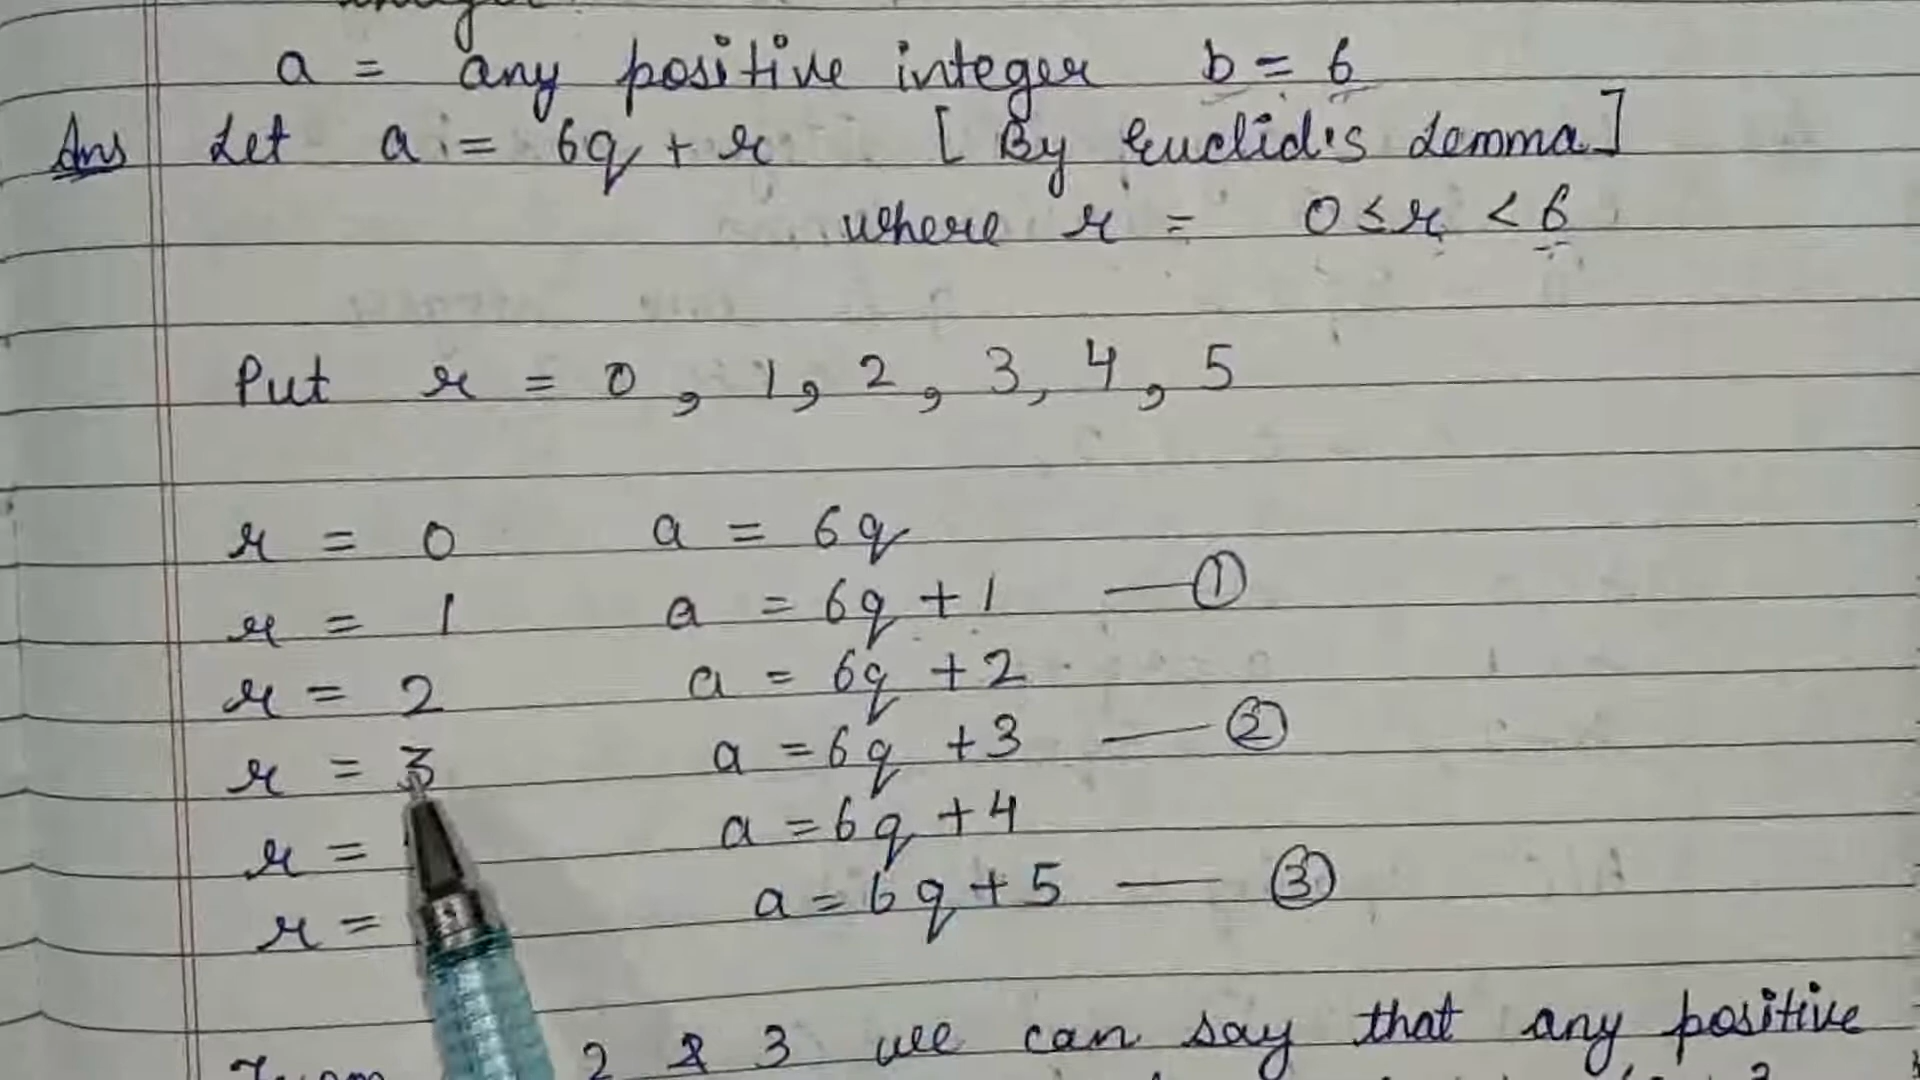 a = any positive integer b = 6
Ans Let a = 6q + r [By Euclid's Lemma]
where r = 0 ≤ r < 6
Put r = 0, 1, 2, 3, 4, 5
r = 0 a = 6q
r = 1 a = 6q + 1 — ①
r = 2 a = 6q + 2
r = 3 a = 6q + 3 — ②
r = a = 6q + 4
r = a = 6q + 5 — ③
2 & 3 we can say that any positive